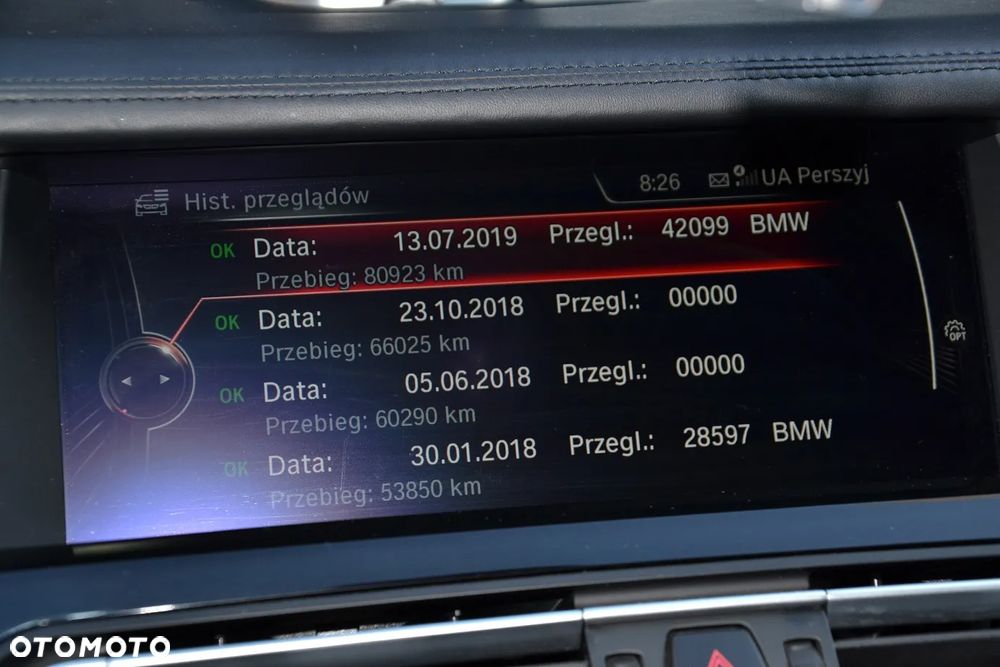 Hist. przeglądów 8:26 UA Perszyj
OK Data: 13.07.2019 Przegl.: 42099 BMW
Przebieg: 80923 km
OK Data: 23.10.2018 Przegl.: 00000
Przebieg: 66025 km
OK Data: 05.06.2018 Przegl.: 00000
Przebieg: 60290 km
OK Data: 30.01.2018 Przegl.: 28597 BMW
Przebieg: 53850 km
OPT
OTOMOTO